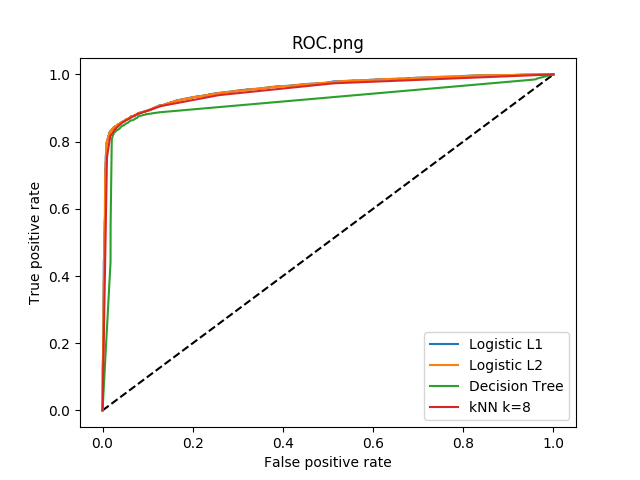 ROC.png
True positive rate
1.0
0.8
0.6
0.4
0.2
0.0
Logistic L1
Logistic L2
Decision Tree
kNN k=8
0.0 0.2 0.4 0.6 0.8 1.0
False positive rate